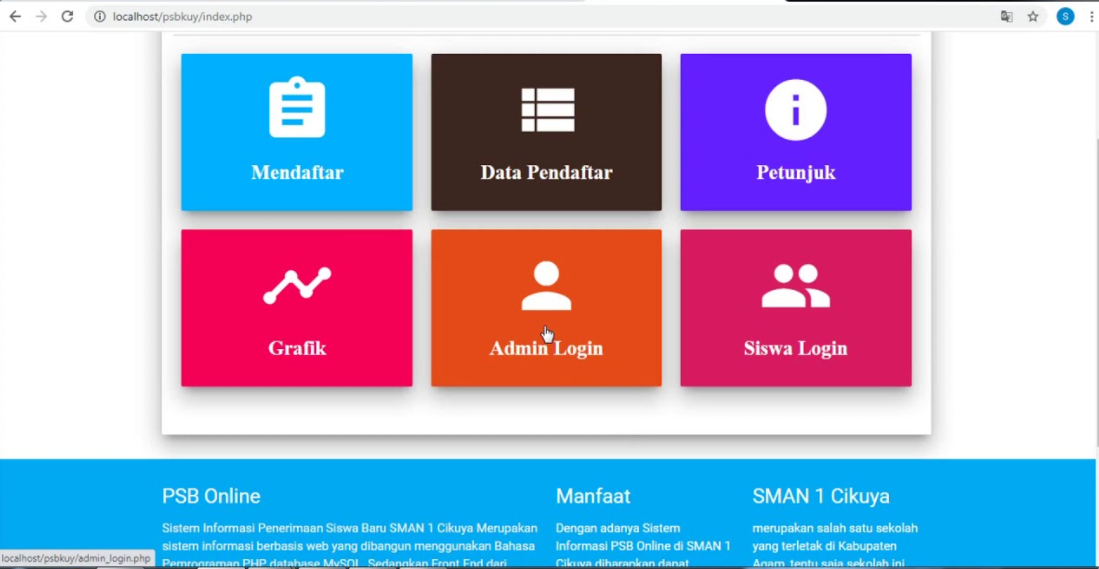 localhost/psbkuy/index.php
S
Mendaftar
Data Pendaftar
Petunjuk
Grafik
Admin Login
Siswa Login
PSB Online
Sistem Informasi Penerimaan Siswa Baru SMAN 1 Cikuya Merupakan
sistem informasi berbasis web yang dibangun menggunakan Bahasa
Pemrograman PHP database MySQL. Sedangkan Front End dari
Manfaat
Dengan adanya Sistem
Informasi PSB Online di SMAN 1
Cikuya diharapkan dapat
SMAN 1 Cikuya
merupakan salah satu sekolah
yang terletak di Kabupaten
Agam, tentu saja sekolah ini
localhost/psbkuy/admin_login.php